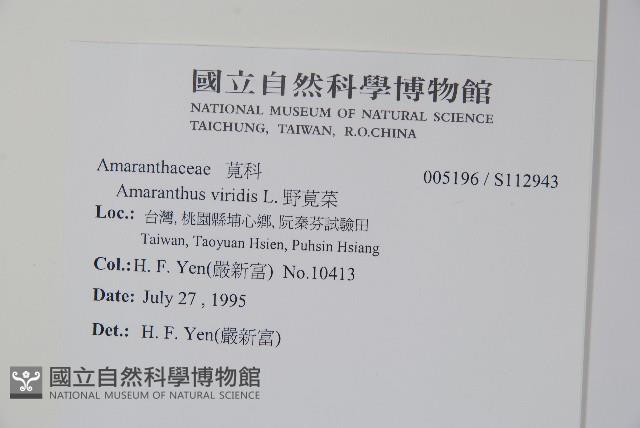 國立自然科學博物館
NATIONAL MUSEUM OF NATURAL SCIENCE
TAICHUNG, TAIWAN, R.O.CHINA
Amaranthaceae 莧科 005196 / S112943
Amaranthus viridis L. 野莧菜
Loc.: 台灣, 桃園縣埔心鄉, 阮素芬試驗田
Taiwan, Taoyuan Hsien, Puhsin Hsiang
Col.: H. F. Yen(嚴新富) No.10413
Date: July 27 , 1995
Det.: H. F. Yen(嚴新富)
國立自然科學博物館
NATIONAL MUSEUM OF NATURAL SCIENCE